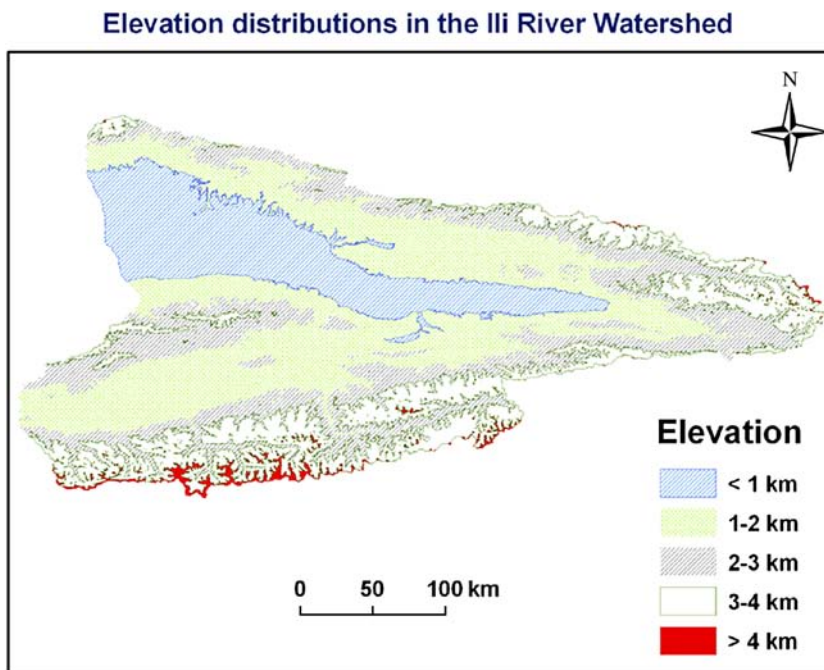 Elevation distributions in the Ili River Watershed
N
Elevation
< 1 km
1-2 km
2-3 km
3-4 km
> 4 km
0 50 100 km